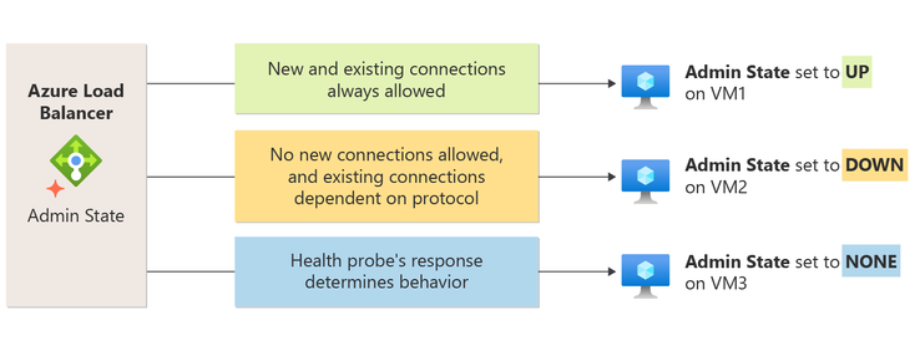 Azure Load
Balancer
Admin State
New and existing connections
always allowed
Admin State set to UP
on VM1
No new connections allowed,
and existing connections
dependent on protocol
Admin State set to DOWN
on VM2
Health probe's response
determines behavior
Admin State set to NONE
on VM3